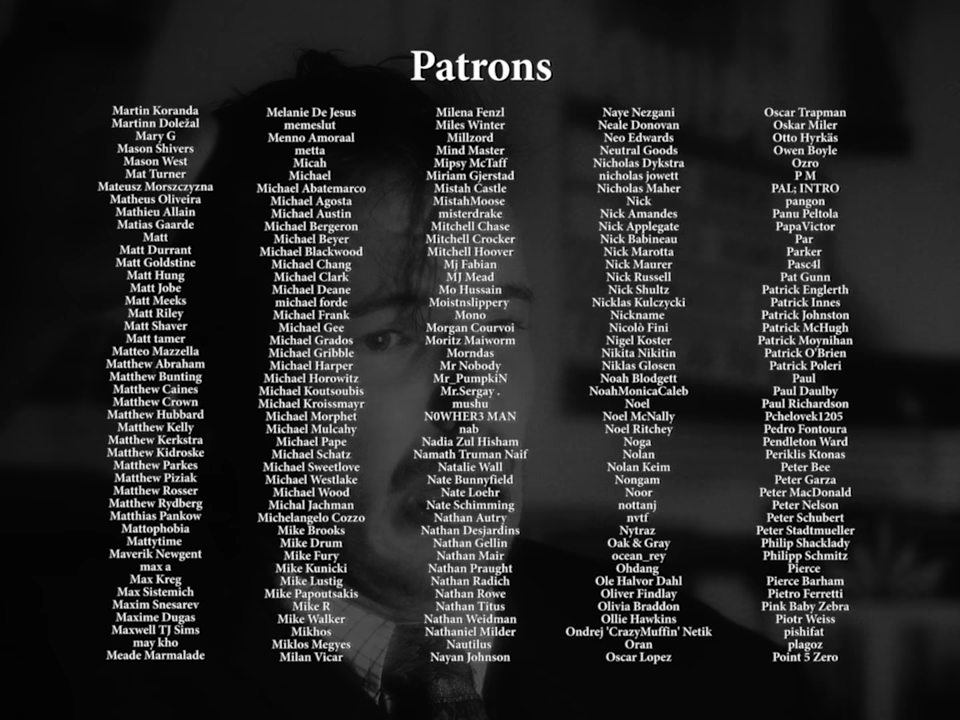 Patrons
Martin Koranda
Martinn Doležal
Mary G
Mason Shivers
Mason West
Mat Turner
Mateusz Morszczyzna
Matheus Oliveira
Mathieu Allain
Matias Gaarde
Matt
Matt Durrant
Matt Goldstine
Matt Hung
Matt Jobe
Matt Meeks
Matt Riley
Matt Shaver
Matt tamer
Matteo Mazzella
Matthew Abraham
Matthew Bunting
Matthew Caines
Matthew Crown
Matthew Hubbard
Matthew Kelly
Matthew Kerkstra
Matthew Kidroske
Matthew Parkes
Matthew Piziak
Matthew Rosser
Matthew Rydberg
Matthias Pankow
Mattophobia
Mattytime
Maverik Newgent
max a
Max Kreg
Max Sistemich
Maxim Snesarev
Maxime Dugas
Maxwell TJ Sims
may kho
Meade Marmalade
Melanie De Jesus
memeslut
Menno Amoraal
metta
Micah
Michael
Michael Abatemarco
Michael Agosta
Michael Austin
Michael Bergeron
Michael Beyer
Michael Blackwood
Michael Chang
Michael Clark
Michael Deane
michael forde
Michael Frank
Michael Gee
Michael Grados
Michael Gribble
Michael Harper
Michael Horowitz
Michael Koutsoubis
Michael Kroissmayr
Michael Morphet
Michael Mulcahy
Michael Pape
Michael Schatz
Michael Sweetlove
Michael Westlake
Michael Wood
Michal Jachman
Michelangelo Cozzo
Mike Brooks
Mike Drum
Mike Fury
Mike Kunicki
Mike Lustig
Mike Papoutsakis
Mike R
Mike Walker
Mikhos
Miklos Megyes
Milan Vicar
Milena Fenzl
Miles Winter
Millzord
Mind Master
Mipsy McTaff
Miriam Gjerstad
Mistah Castle
MistahMoose
misterdrake
Mitchell Chase
Mitchell Crocker
Mitchell Hoover
Mj Fabian
MJ Mead
Mo Hussain
Moistnslippery
Mono
Morgan Courvoi
Moritz Maiworm
Morndas
Mr Nobody
Mr_PumpkiN
Mr.Sergay .
mushu
N0WHER3 MAN
nab
Nadia Zul Hisham
Namath Truman Naif
Natalie Wall
Nate Bunnyfield
Nate Loehr
Nate Schimming
Nathan Autry
Nathan Desjardins
Nathan Gellin
Nathan Mair
Nathan Praught
Nathan Radich
Nathan Rowe
Nathan Titus
Nathan Weidman
Nathaniel Milder
Nautilus
Nayan Johnson
Naye Nezgani
Neale Donovan
Neo Edwards
Neutral Goods
Nicholas Dykstra
nicholas jowett
Nicholas Maher
Nick
Nick Amandes
Nick Applegate
Nick Babineau
Nick Marotta
Nick Maurer
Nick Russell
Nick Shultz
Nicklas Kulczycki
Nickname
Nicolò Fini
Nigel Koster
Nikita Nikitin
Niklas Gløsen
Noah Blodgett
NoahMonicaCaleb
Noel
Noel McNally
Noel Ritchey
Noga
Nolan
Nolan Keim
Nongam
Noor
nottanj
nvtf
Nytraz
Oak & Gray
ocean_rey
Ohdang
Ole Halvor Dahl
Oliver Findlay
Olivia Braddon
Ollie Hawkins
Ondrej 'CrazyMuffin' Netik
Oran
Oscar Lopez
Oscar Trapman
Oskar Miler
Otto Hyrkäs
Owen Boyle
Ozro
P M
PAL; INTRO
pangon
Panu Peltola
PapaVictor
Par
Parker
Pasc4l
Pat Gunn
Patrick Englerth
Patrick Innes
Patrick Johnston
Patrick McHugh
Patrick Moynihan
Patrick O'Brien
Patrick Poleri
Paul
Paul Daulby
Paul Richardson
Pchelovek1205
Pedro Fontoura
Pendleton Ward
Periklis Ktonas
Peter Bee
Peter Garza
Peter MacDonald
Peter Nelson
Peter Schubert
Peter Stadtmueller
Philip Shacklady
Philipp Schmitz
Pierce
Pierce Barham
Pietro Ferretti
Pink Baby Zebra
Piotr Weiss
pishifat
plagoz
Point 5 Zero